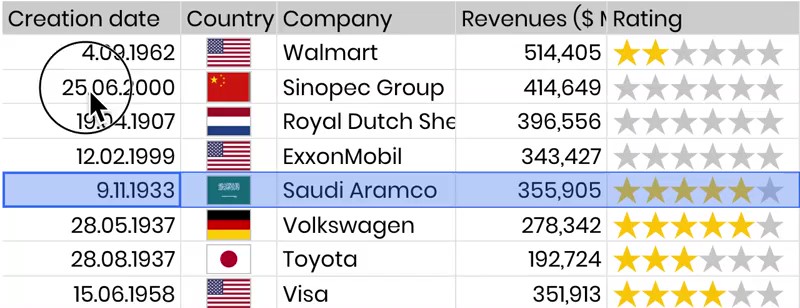 Creation date Country Company Revenues ($ M Rating
4.09.1962 Walmart 514,405
25.06.2000 Sinopec Group 414,649
19.04.1907 Royal Dutch She 396,556
12.02.1999 ExxonMobil 343,427
9.11.1933 Saudi Aramco 355,905
28.05.1937 Volkswagen 278,342
28.08.1937 Toyota 192,724
15.06.1958 Visa 351,913